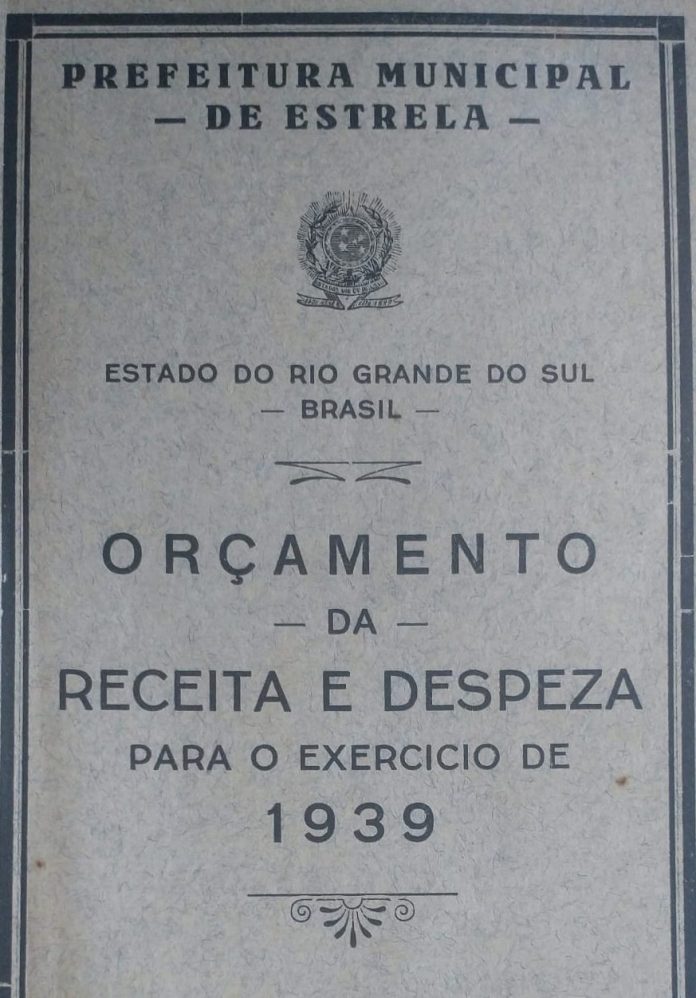 PREFEITURA MUNICIPAL
— DE ESTRELA —
ESTADO DO RIO GRANDE DO SUL
— BRASIL —
ORÇAMENTO
— DA —
RECEITA E DESPEZA
PARA O EXERCICIO DE
1939